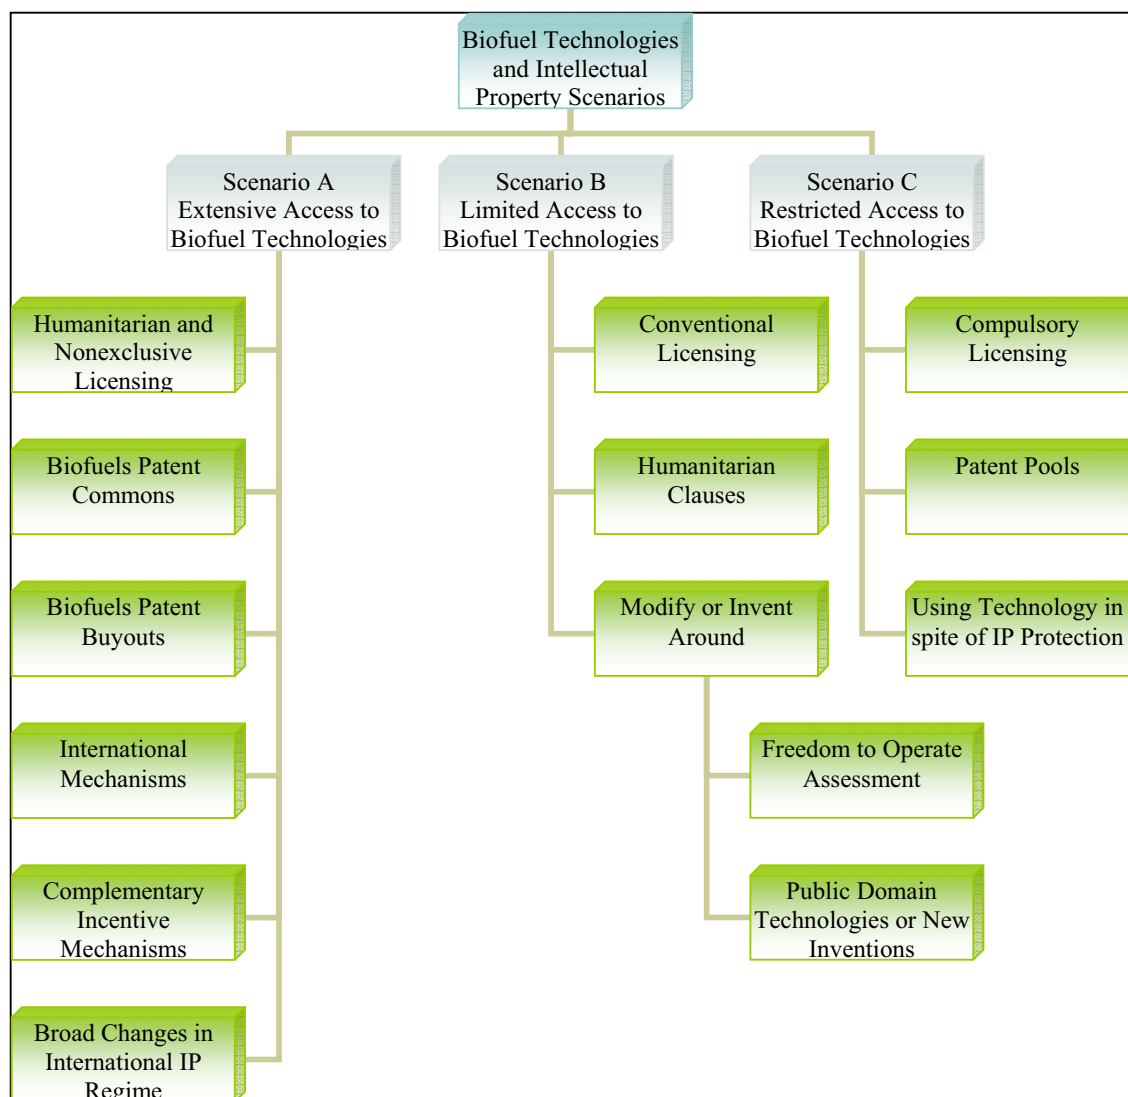 Biofuel Technologies
and Intellectual
Property Scenarios
Scenario A
Extensive Access to
Biofuel Technologies
Scenario B
Limited Access to
Biofuel Technologies
Scenario C
Restricted Access to
Biofuel Technologies
Humanitarian and
Nonexclusive
Licensing
Biofuels Patent
Commons
Biofuels Patent
Buyouts
International
Mechanisms
Complementary
Incentive
Mechanisms
Broad Changes in
International IP
Regime
Conventional
Licensing
Humanitarian
Clauses
Modify or Invent
Around
Freedom to Operate
Assessment
Public Domain
Technologies or New
Inventions
Compulsory
Licensing
Patent Pools
Using Technology in
spite of IP Protection